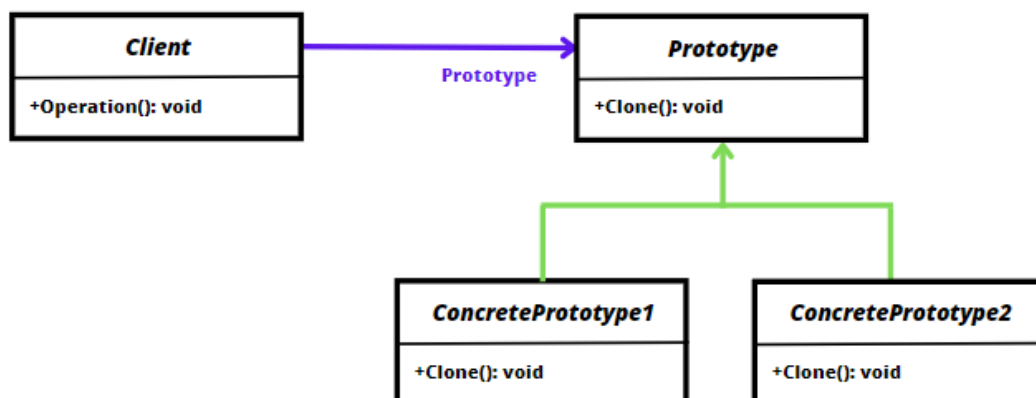 Client
+Operation(): void
Prototype
Prototype
+Clone(): void
ConcretePrototype1
+Clone(): void
ConcretePrototype2
+Clone(): void